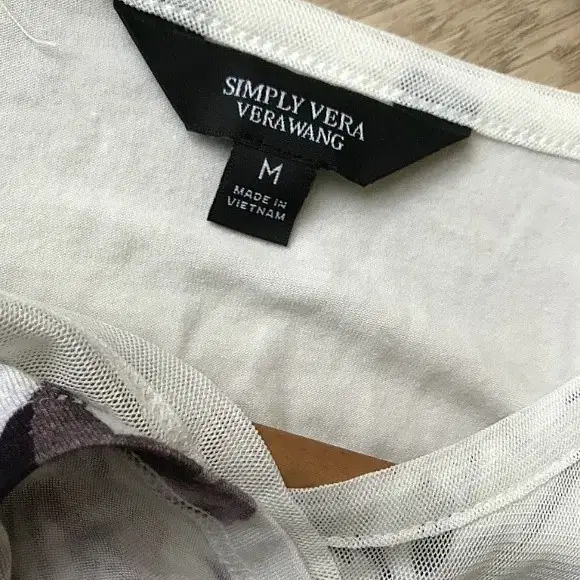 SIMPLY VERA
VERAWANG
M
MADE IN
VIETNAM